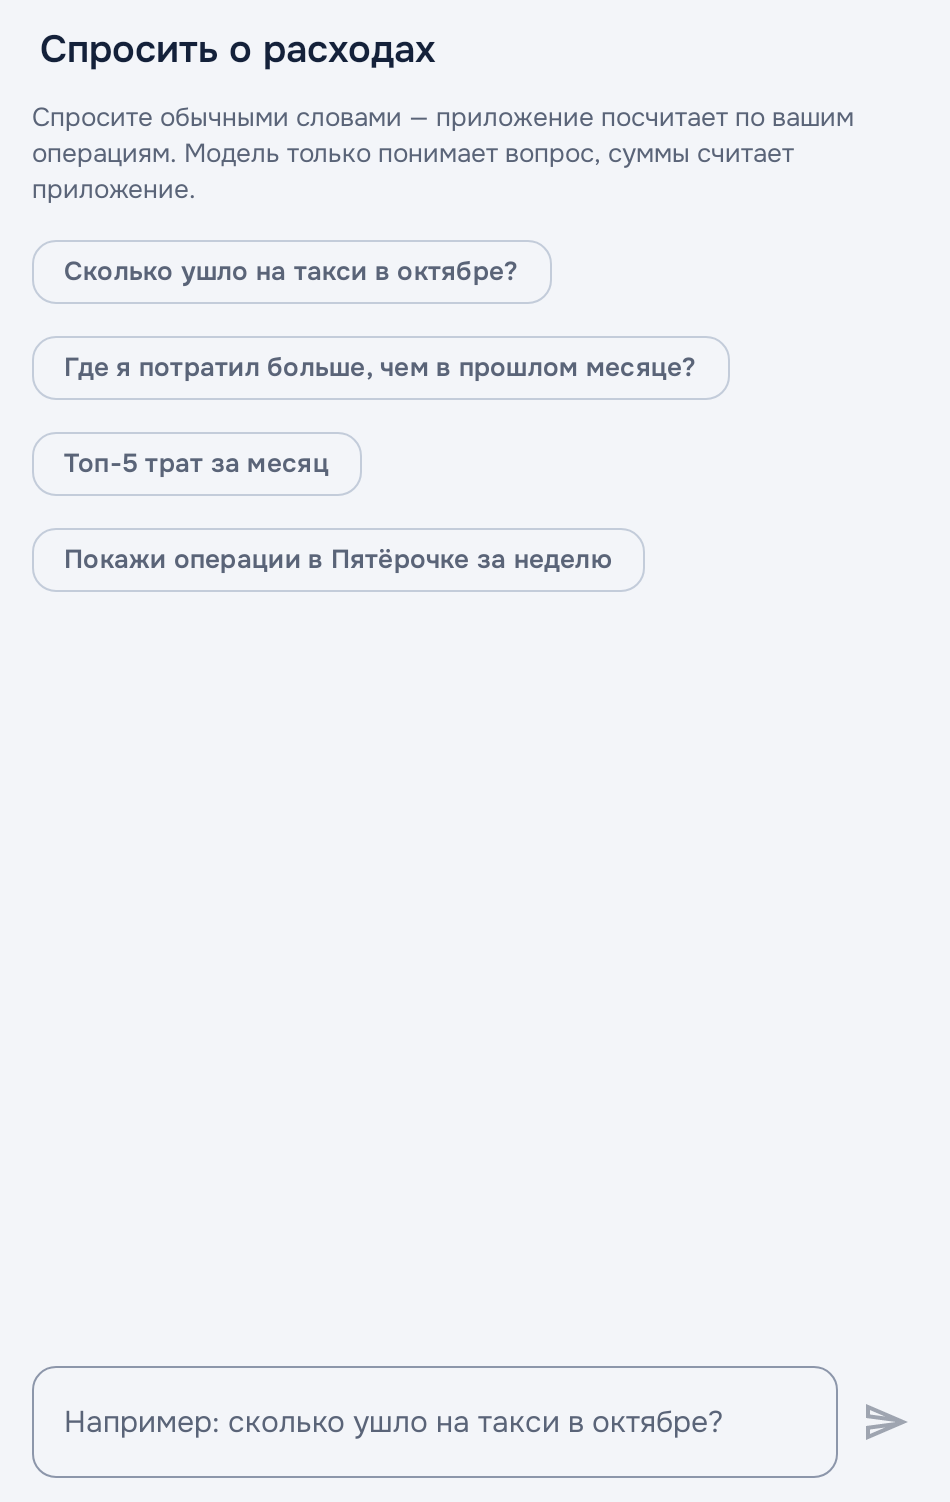 Спросить о расходах
Спросите обычными словами — приложение посчитает по вашим
операциям. Модель только понимает вопрос, суммы считает
приложение.
Сколько ушло на такси в октябре?
Где я потратил больше, чем в прошлом месяце?
Топ-5 трат за месяц
Покажи операции в Пятёрочке за неделю
Например: сколько ушло на такси в октябре?